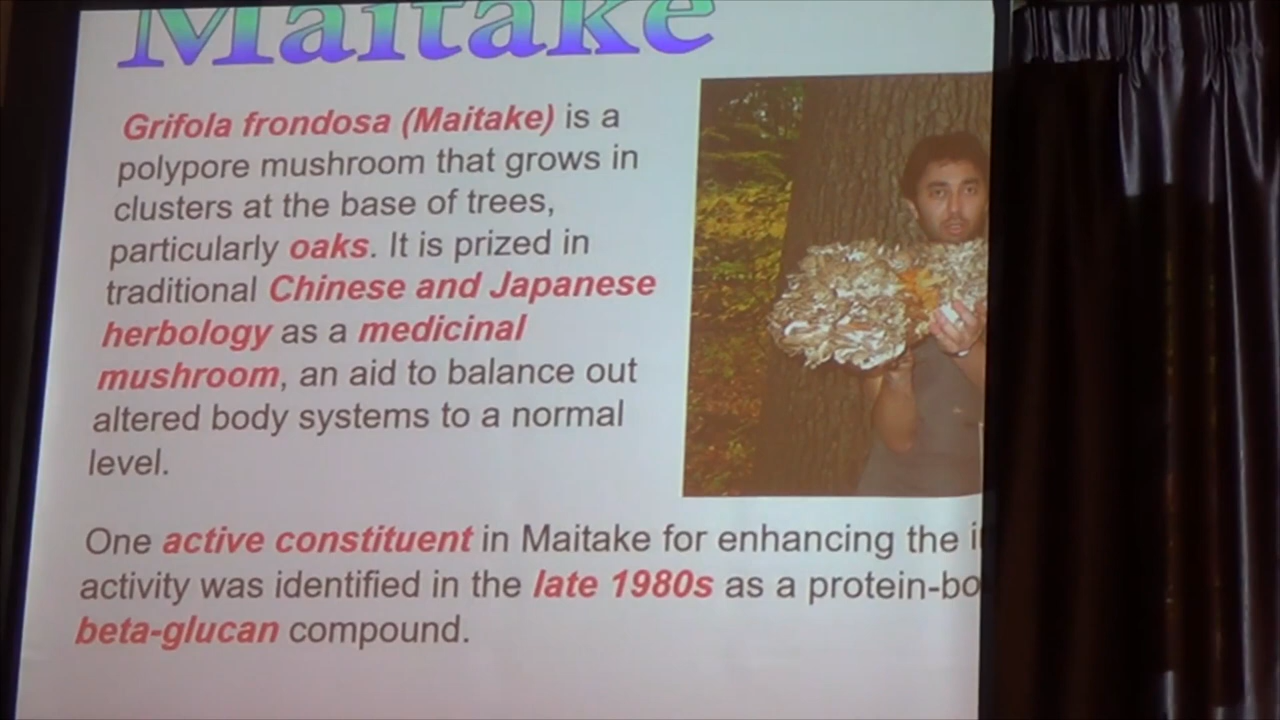 Maitake
Grifola frondosa (Maitake) is a
polypore mushroom that grows in
clusters at the base of trees,
particularly oaks. It is prized in
traditional Chinese and Japanese
herbology as a medicinal
mushroom, an aid to balance out
altered body systems to a normal
level.
One active constituent in Maitake for enhancing the
activity was identified in the late 1980s as a protein-bo
beta-glucan compound.